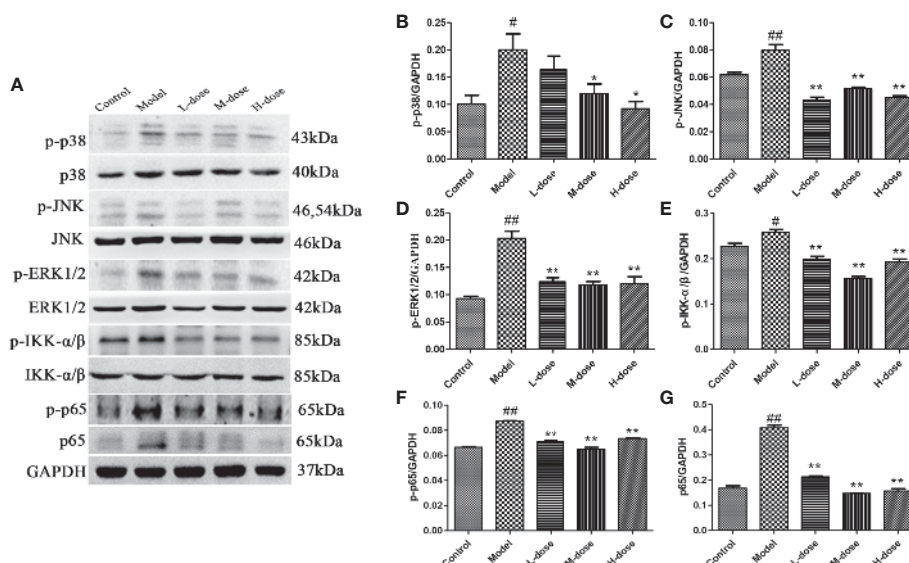 A
Control Model L-dose M-dose H-dose
p-p38 43kDa
p38 40kDa
p-JNK 46,54kDa
JNK 46kDa
p-ERK1/2 42kDa
ERK1/2 42kDa
p-IKK-α/β 85kDa
IKK-α/β 85kDa
p-p65 65kDa
p65 65kDa
GAPDH 37kDa
B
p-p38/GAPDH
0.25
0.20
0.15
0.10
0.05
0.00
#
*
*
Control Model L-dose M-dose H-dose
C
p-JNK/GAPDH
0.10
0.08
0.06
0.04
0.02
0.00
##
**
**
**
Control Model L-dose M-dose H-dose
D
p-ERK1/2/GAPDH
0.25
0.20
0.15
0.10
0.05
0.00
##
**
**
**
Control Model L-dose M-dose H-dose
E
p-IKK-α/β/GAPDH
0.3
0.2
0.1
0.0
#
**
**
**
Control Model L-dose M-dose H-dose
F
p-p65/GAPDH
0.10
0.08
0.06
0.04
0.02
0.00
##
**
**
**
Control Model L-dose M-dose H-dose
G
p65/GAPDH
0.5
0.4
0.3
0.2
0.1
0.0
##
**
**
**
Control Model L-dose M-dose H-dose